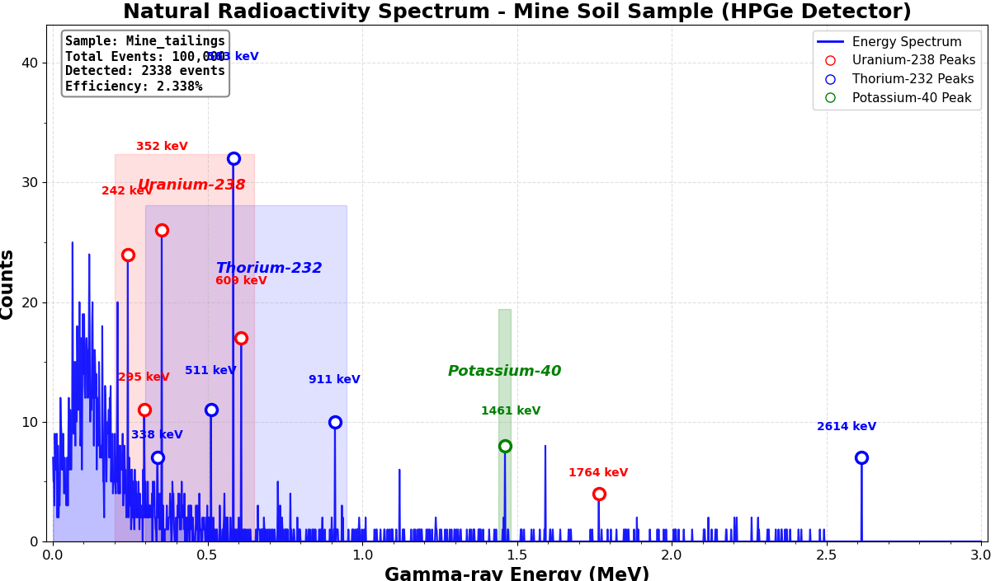 Natural Radioactivity Spectrum - Mine Soil Sample (HPGe Detector)
Sample: Mine_tailings
Total Events: 100,000
Detected: 2338 events
Efficiency: 2.338%
583 keV
Energy Spectrum
Uranium-238 Peaks
Thorium-232 Peaks
Potassium-40 Peak
352 keV
242 keV
Uranium-238
Thorium-232
609 keV
295 keV
511 keV
911 keV
338 keV
Potassium-40
1461 keV
1764 keV
2614 keV
Counts
40
30
20
10
0
0.0
0.5
1.0
1.5
2.0
2.5
3.0
Gamma-ray Energy (MeV)